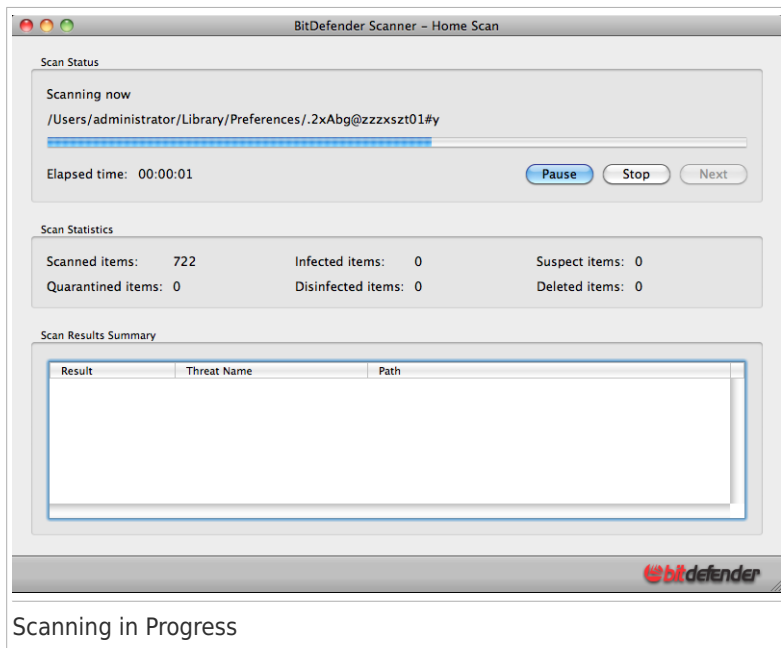 BitDefender Scanner – Home Scan
Scan Status
Scanning now
/Users/administrator/Library/Preferences/.2xAbg@zzzxszt01#y
Elapsed time: 00:00:01
Pause Stop Next
Scan Statistics
Scanned items: 722 Infected items: 0 Suspect items: 0
Quarantined items: 0 Disinfected items: 0 Deleted items: 0
Scan Results Summary
Result Threat Name Path
bitdefender
Scanning in Progress